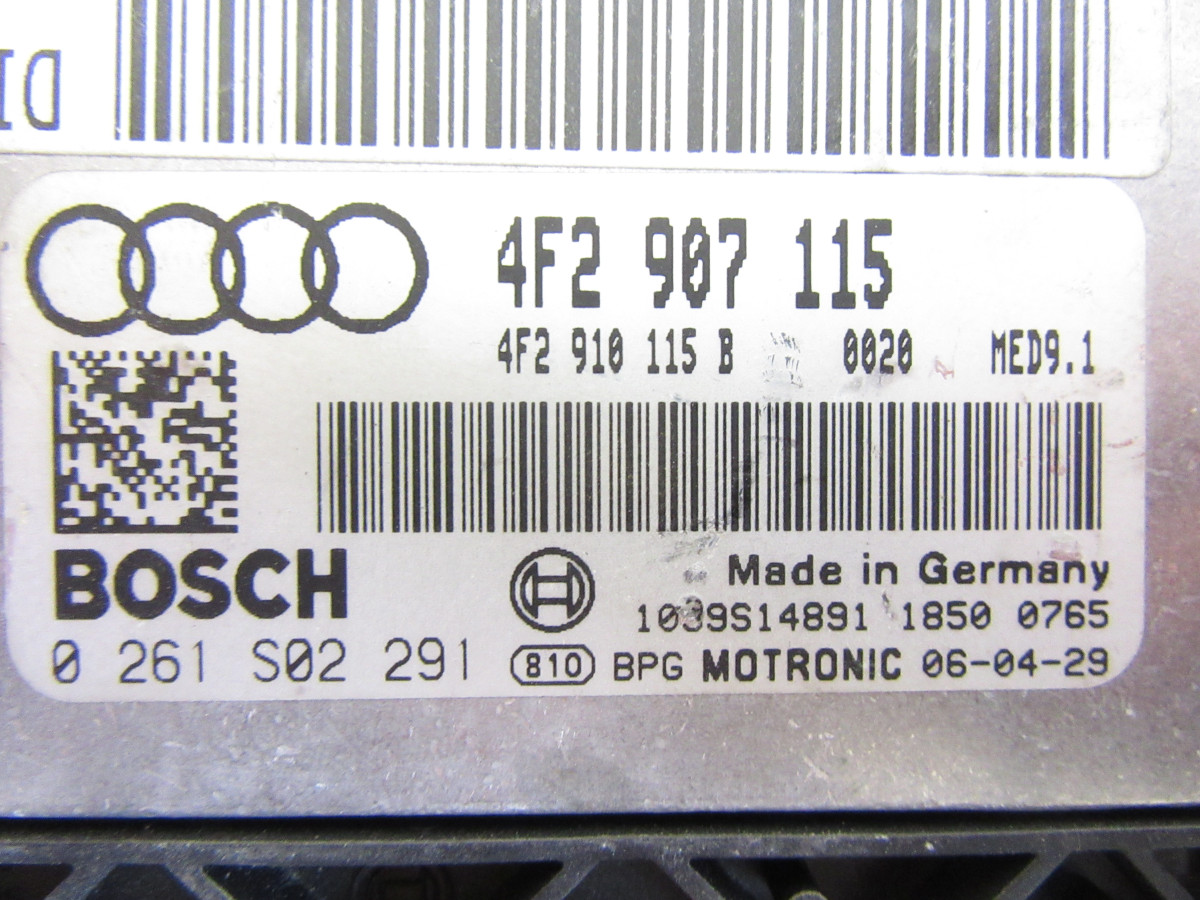 4F2 907 115
4F2 910 115 B 0020 MED9.1
BOSCH
Made in Germany
1039S14891 1850 0765
0 261 S02 291
810 BPG MOTRONIC 06-04-29